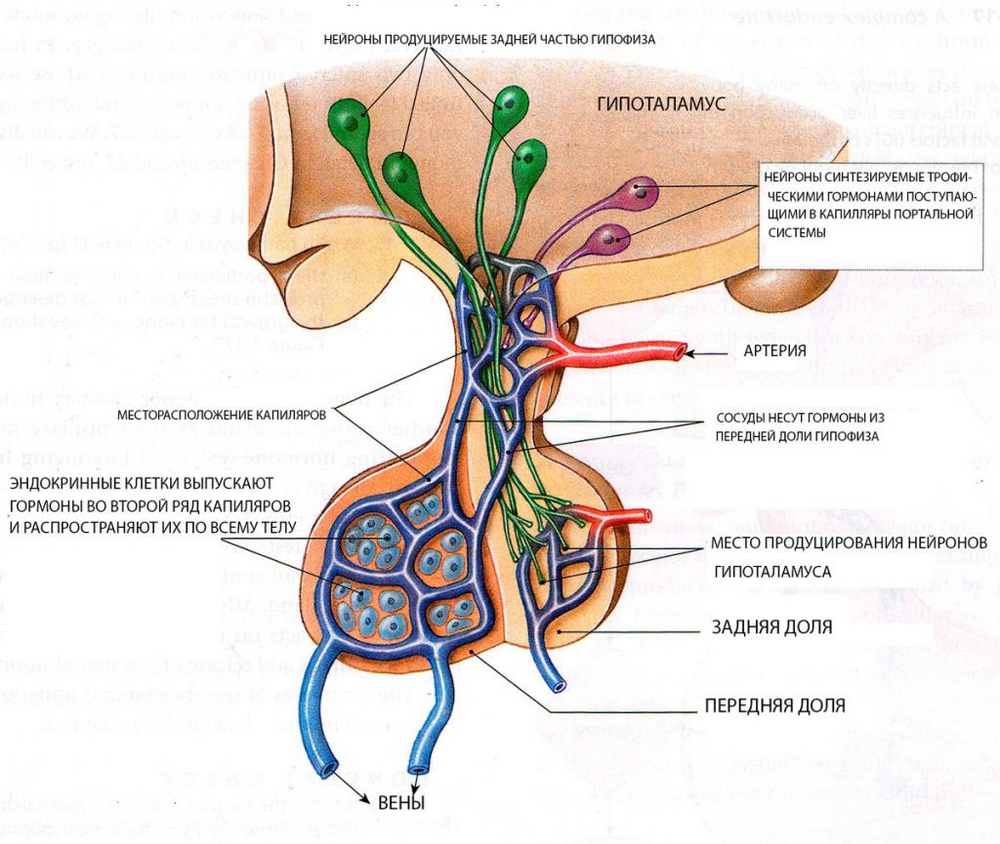 НЕЙРОНЫ ПРОДУЦИРУЕМЫЕ ЗАДНЕЙ ЧАСТЬЮ ГИПОФИЗА
ГИПОТАЛАМУС
НЕЙРОНЫ СИНТЕЗИРУЕМЫЕ ТРОФИ-
ЧЕСКИМИ ГОРМОНАМИ ПОСТУПАЮ-
ЩИМИ В КАПИЛЛЯРЫ ПОРТАЛЬНОЙ
СИСТЕМЫ
АРТЕРИЯ
МЕСТОРАСПОЛОЖЕНИЕ КАПИЛЯРОВ
СОСУДЫ НЕСУТ ГОРМОНЫ ИЗ
ПЕРЕДНЕЙ ДОЛИ ГИПОФИЗА
ЭНДОКРИННЫЕ КЛЕТКИ ВЫПУСКАЮТ
ГОРМОНЫ ВО ВТОРОЙ РЯД КАПИЛЯРОВ
И РАСПРОСТРАНЯЮТ ИХ ПО ВСЕМУ ТЕЛУ
МЕСТО ПРОДУЦИРОВАНИЯ НЕЙРОНОВ
ГИПОТАЛАМУСА
ЗАДНЯЯ ДОЛЯ
ПЕРЕДНЯЯ ДОЛЯ
ВЕНЫ